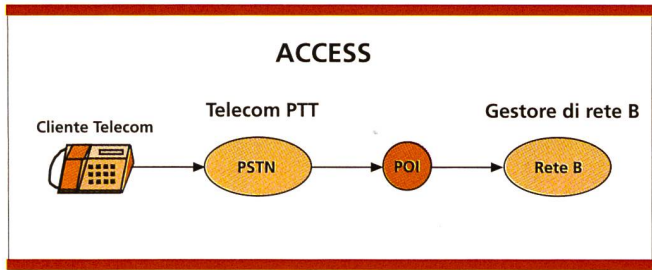 ACCESS
Telecom PTT
Gestore di rete B
Cliente Telecom
PSTN
POI
Rete B